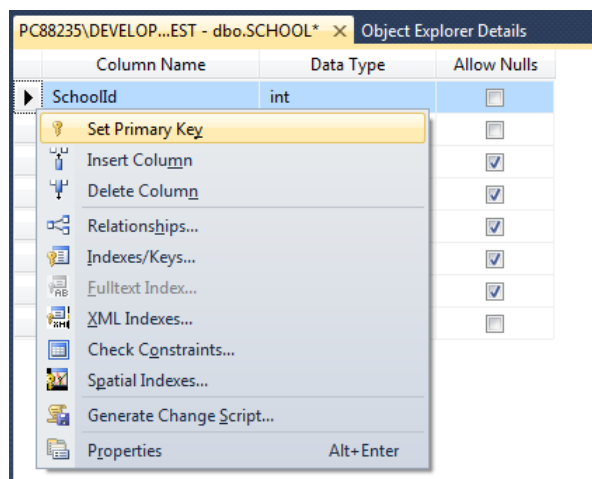 PC88235\DEVELOP...EST - dbo.SCHOOL* Object Explorer Details
Column Name Data Type Allow Nulls
SchoolId int
Set Primary Key
Insert Column
Delete Column
Relationships...
Indexes/Keys...
Fulltext Index...
XML Indexes...
Check Constraints...
Spatial Indexes...
Generate Change Script...
Properties Alt+Enter